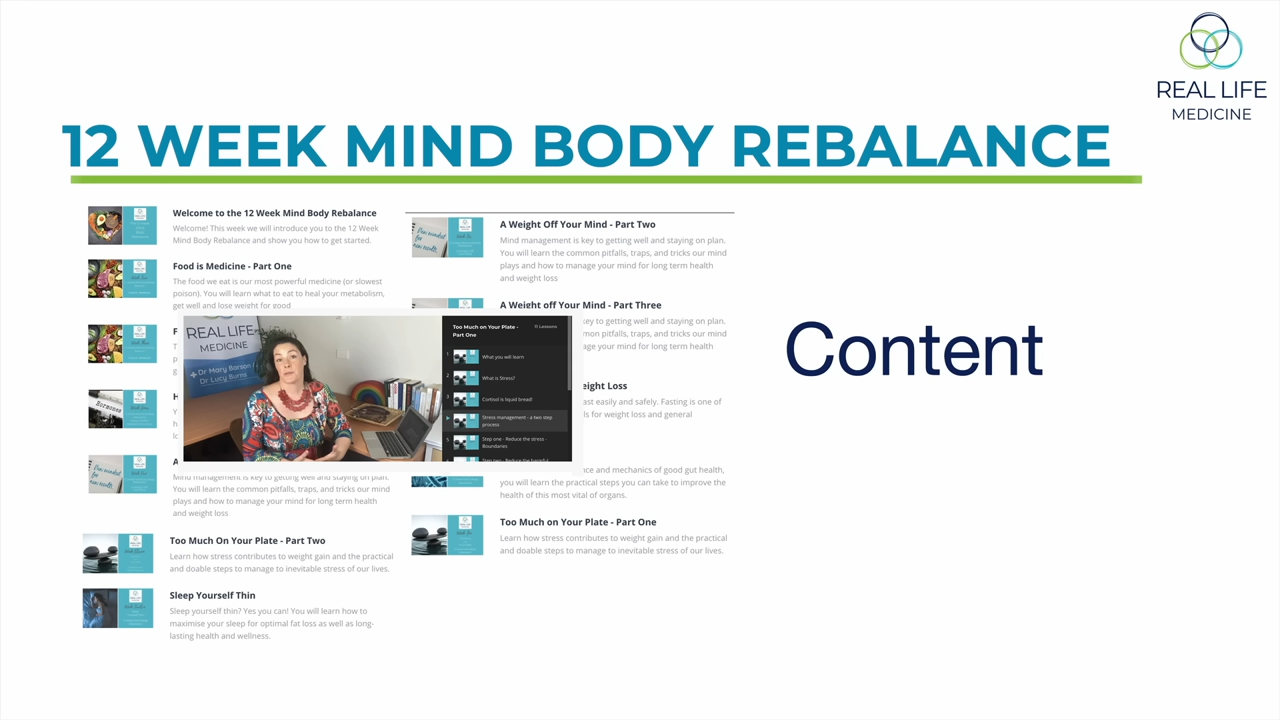 REAL LIFE
MEDICINE
12 WEEK MIND BODY REBALANCE
Welcome to the 12 Week Mind Body Rebalance
Welcome! This week we will introduce you to the 12 Week
Mind Body Rebalance and show you how to get started.
Food is Medicine - Part One
The food we eat is our most powerful medicine (or slowest
poison). You will learn what to eat to heal your metabolism,
get well and lose weight for good
Mind management is key to getting well and staying on plan.
You will learn the common pitfalls, traps, and tricks our mind
plays and how to manage your mind for long term health
and weight loss
Too Much On Your Plate - Part Two
Learn how stress contributes to weight gain and the practical
and doable steps to manage to inevitable stress of our lives.
Sleep Yourself Thin
Sleep yourself thin? Yes you can! You will learn how to
maximise your sleep for optimal fat loss as well as long-
lasting health and wellness.
A Weight Off Your Mind - Part Two
Mind management is key to getting well and staying on plan.
You will learn the common pitfalls, traps, and tricks our mind
plays and how to manage your mind for long term health
and weight loss
A Weight off Your Mind - Part Three
key to getting well and staying on plan.
pitfalls, traps, and tricks our mind
age your mind for long term health
Weight Loss
ast easily and safely. Fasting is one of
ls for weight loss and general
nce and mechanics of good gut health,
you will learn the practical steps you can take to improve the
health of this most vital of organs.
Too Much on Your Plate - Part One
Learn how stress contributes to weight gain and the practical
and doable steps to manage to inevitable stress of our lives.
REAL LIFE
MEDICINE
Dr Mary Barson
Dr Lucy Burns
Too Much on Your Plate -
Part One
11 Lessons
1 What you will learn
2 What is Stress?
3 Cortisol is liquid bread!
Stress management - a two step
process
5 Step one - Reduce the stress -
Boundaries
Content